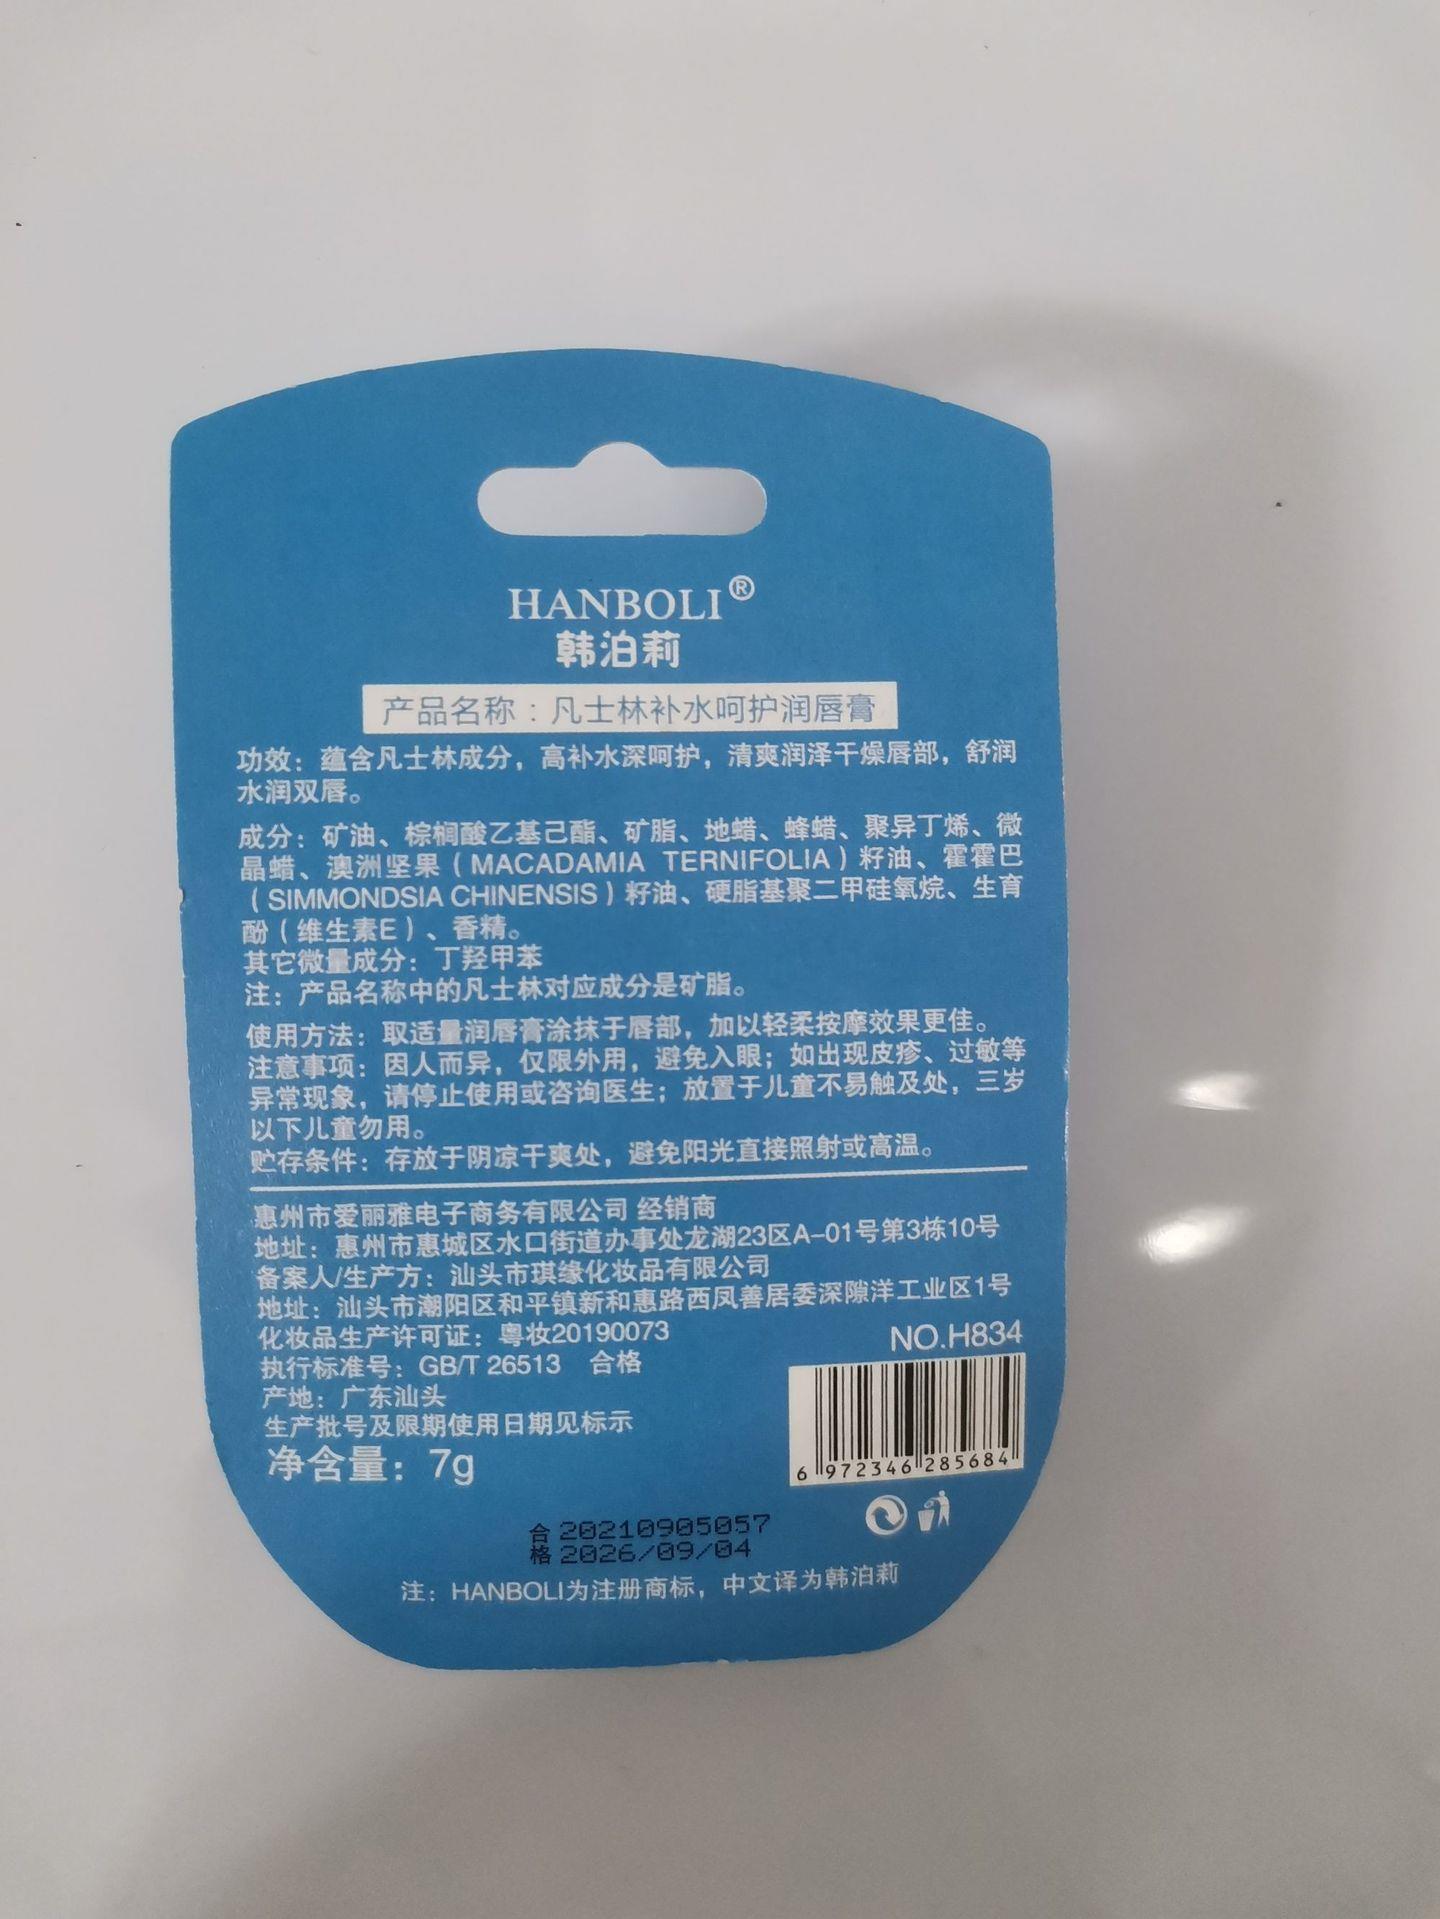 HANBOLI®
韩泊莉
产品名称：凡士林补水呵护润唇膏
功效：蕴含凡士林成分，高补水深呵护，清爽润泽干燥唇部，舒润
水润双唇。
成分：矿油、棕榈酸乙基己酯、矿脂、地蜡、蜂蜡、聚异丁烯、微
晶蜡、澳洲坚果（MACADAMIA TERNIFOLIA）籽油、霍霍巴
（SIMMONDSIA CHINENSIS）籽油、硬脂基聚二甲硅氧烷、生育
酚（维生素E）、香精。
其它微量成分：丁羟甲苯
注：产品名称中的凡士林对应成分是矿脂。
使用方法：取适量润唇膏涂抹于唇部，加以轻柔按摩效果更佳。
注意事项：因人而异，仅限外用，避免入眼；如出现皮疹、过敏等
异常现象，请停止使用或咨询医生；放置于儿童不易触及处，三岁
以下儿童勿用。
贮存条件：存放于阴凉干爽处，避免阳光直接照射或高温。
惠州市爱丽雅电子商务有限公司 经销商
地址：惠州市惠城区水口街道办事处龙湖23区A-01号第3栋10号
备案人/生产方：汕头市琪缘化妆品有限公司
地址：汕头市潮阳区和平镇新和惠路西凤善居委深隙洋工业区1号
化妆品生产许可证：粤妆20190073
NO.H834
执行标准号：GB/T 26513 合格
产地：广东汕头
生产批号及限期使用日期见标示
净含量：7g
6 972346 285684
合 20210905057
格 2026/09/04
注：HANBOLI为注册商标，中文译为韩泊莉